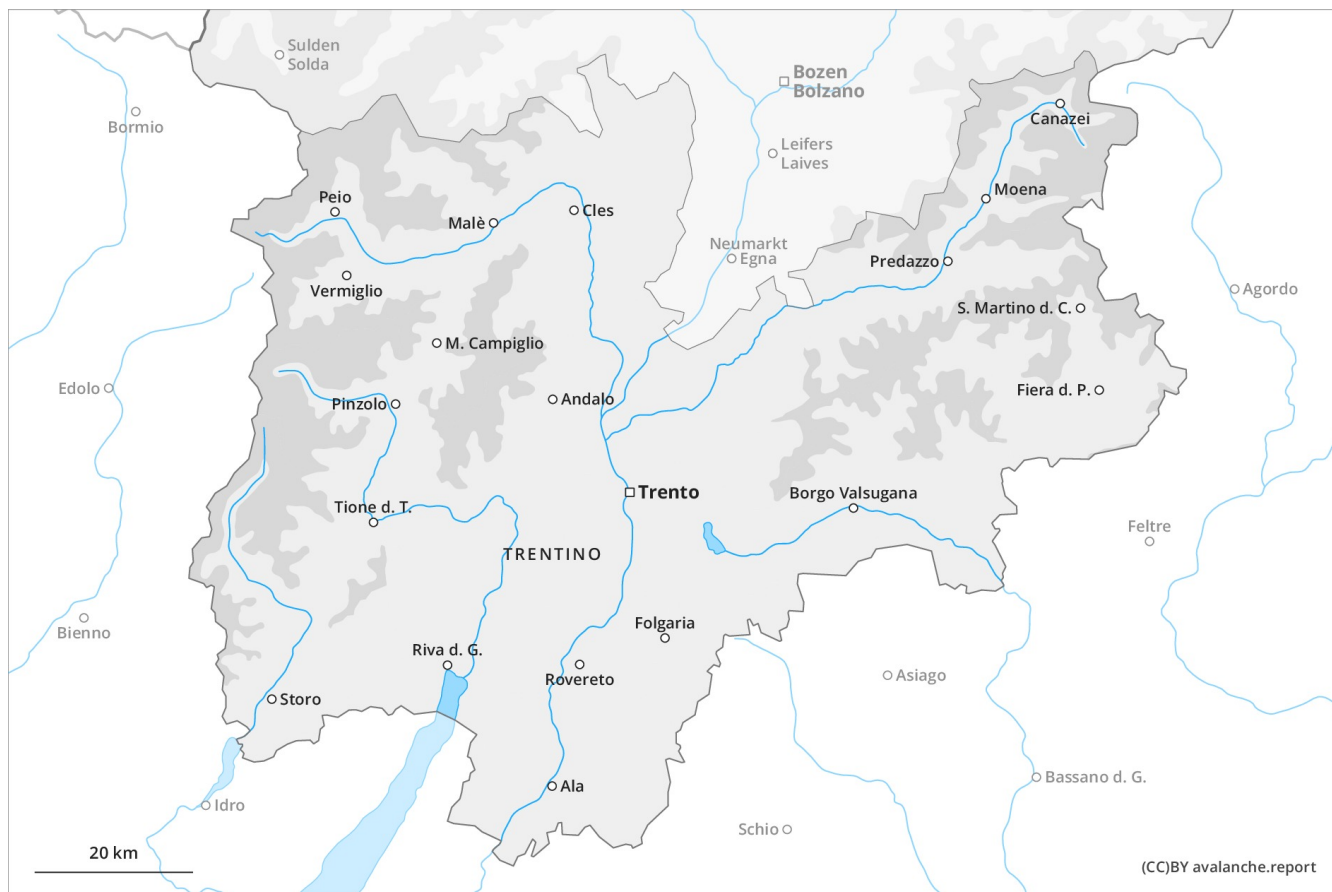 Sulden
Solda
Bozen
Bolzano
Bormio
Canazei
Leifers
Laives
Peio
Moena
Malè
Cles
Neumarkt
Egna
Predazzo
Vermiglio
Agordo
S. Martino d. C.
M. Campiglio
Edolo
Fiera d. P.
Pinzolo
Andalo
Trento
Borgo Valsugana
Tione d. T.
Feltre
TRENTINO
Bienno
Folgaria
Riva d. G.
Asiago
Rovereto
Storo
Bassano d. G.
Ala
Idro
Schio
20 km
(CC)BY avalanche.report